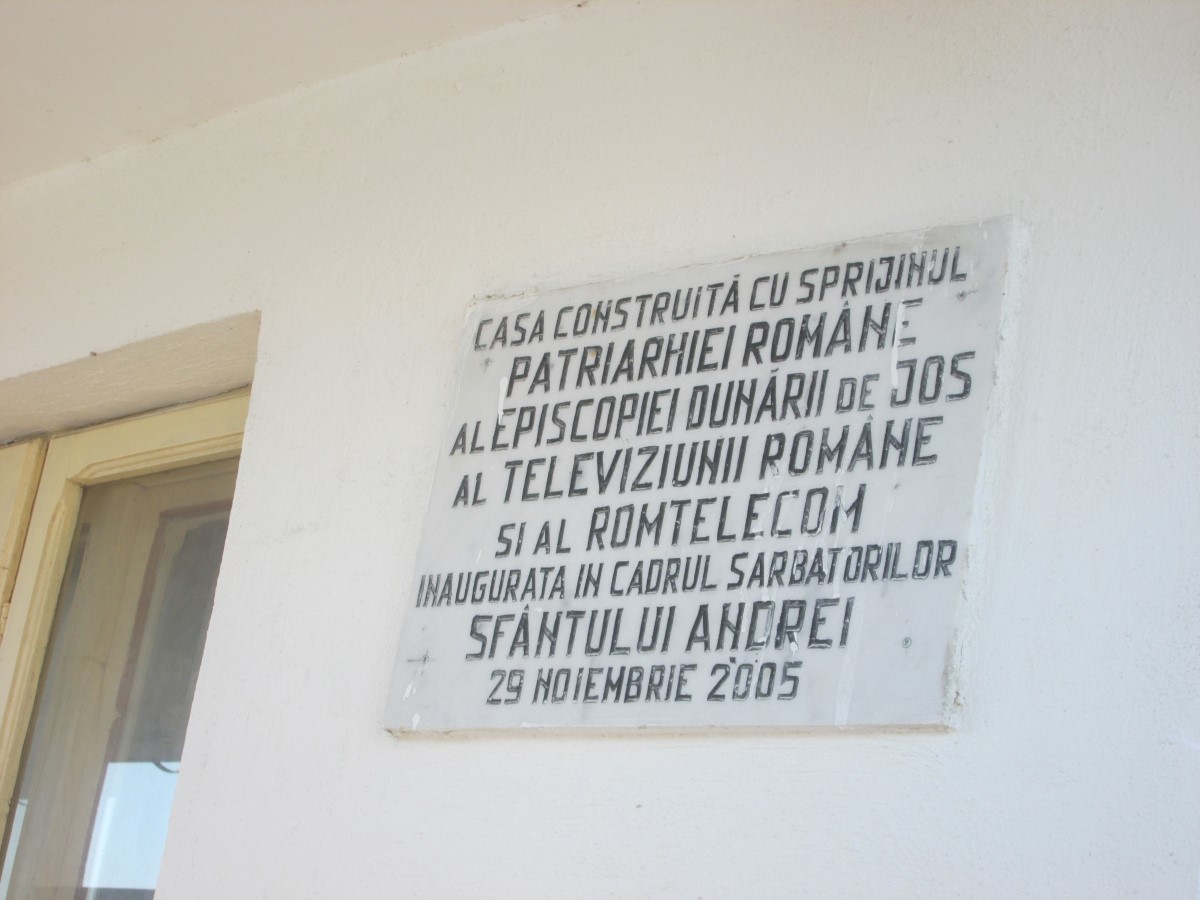 CASA CONSTRUITĂ CU SPRIJINUL
PATRIARHIEI ROMÂNE
AL EPISCOPIEI DUNĂRII DE JOS
AL TELEVIZIUNII ROMÂNE
SI AL ROMTELECOM
INAUGURATA IN CADRUL SARBATORILOR
SFÂNTULUI ANDREI
29 NOIEMBRIE 2005